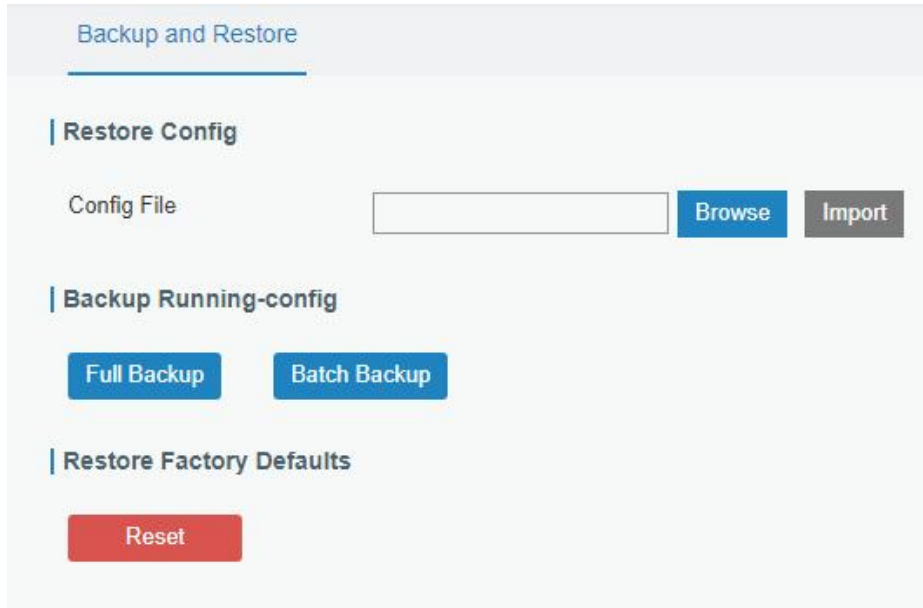 Backup and Restore
Restore Config
Config File Browse Import
Backup Running-config
Full Backup Batch Backup
Restore Factory Defaults
Reset